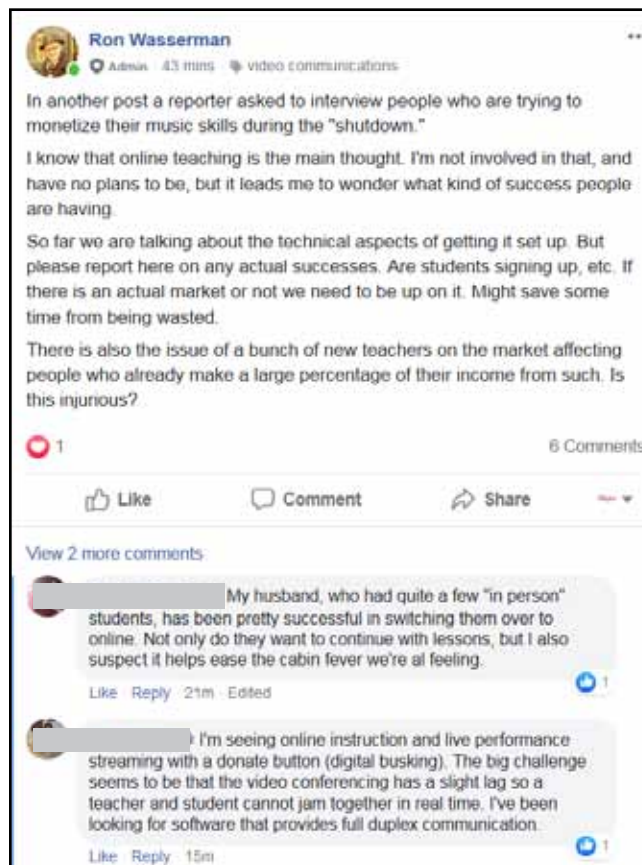 Ron Wasserman
Admin 43 mins video communications
In another post a reporter asked to interview people who are trying to
monetize their music skills during the "shutdown."
I know that online teaching is the main thought. I'm not involved in that, and
have no plans to be, but it leads me to wonder what kind of success people
are having.
So far we are talking about the technical aspects of getting it set up. But
please report here on any actual successes. Are students signing up, etc. If
there is an actual market or not we need to be up on it. Might save some
time from being wasted.
There is also the issue of a bunch of new teachers on the market affecting
people who already make a large percentage of their income from such. Is
this injurious?
1 6 Comments
Like Comment Share
View 2 more comments
My husband, who had quite a few "in person"
students, has been pretty successful in switching them over to
online. Not only do they want to continue with lessons, but I also
suspect it helps ease the cabin fever we're al feeling.
1
Like Reply 21m Edited
I'm seeing online instruction and live performance
streaming with a donate button (digital busking). The big challenge
seems to be that the video conferencing has a slight lag so a
teacher and student cannot jam together in real time. I've been
looking for software that provides full duplex communication.
1
Like Reply 15m